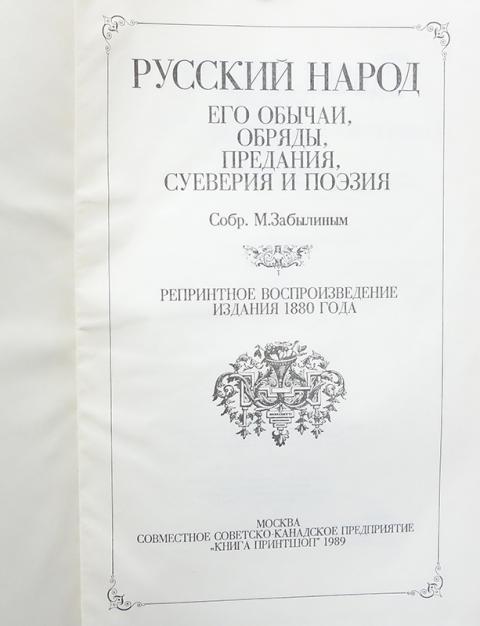 РУССКИЙ НАРОД
ЕГО ОБЫЧАИ,
ОБРЯДЫ,
ПРЕДАНИЯ,
СУЕВЕРИЯ И ПОЭЗИЯ
Собр. М.Забылиным
РЕПРИНТНОЕ ВОСПРОИЗВЕДЕНИЕ
ИЗДАНИЯ 1880 ГОДА
МОСКВА
СОВМЕСТНОЕ СОВЕТСКО-КАНАДСКОЕ ПРЕДПРИЯТИЕ
„КНИГА ПРИНТШОП" 1989